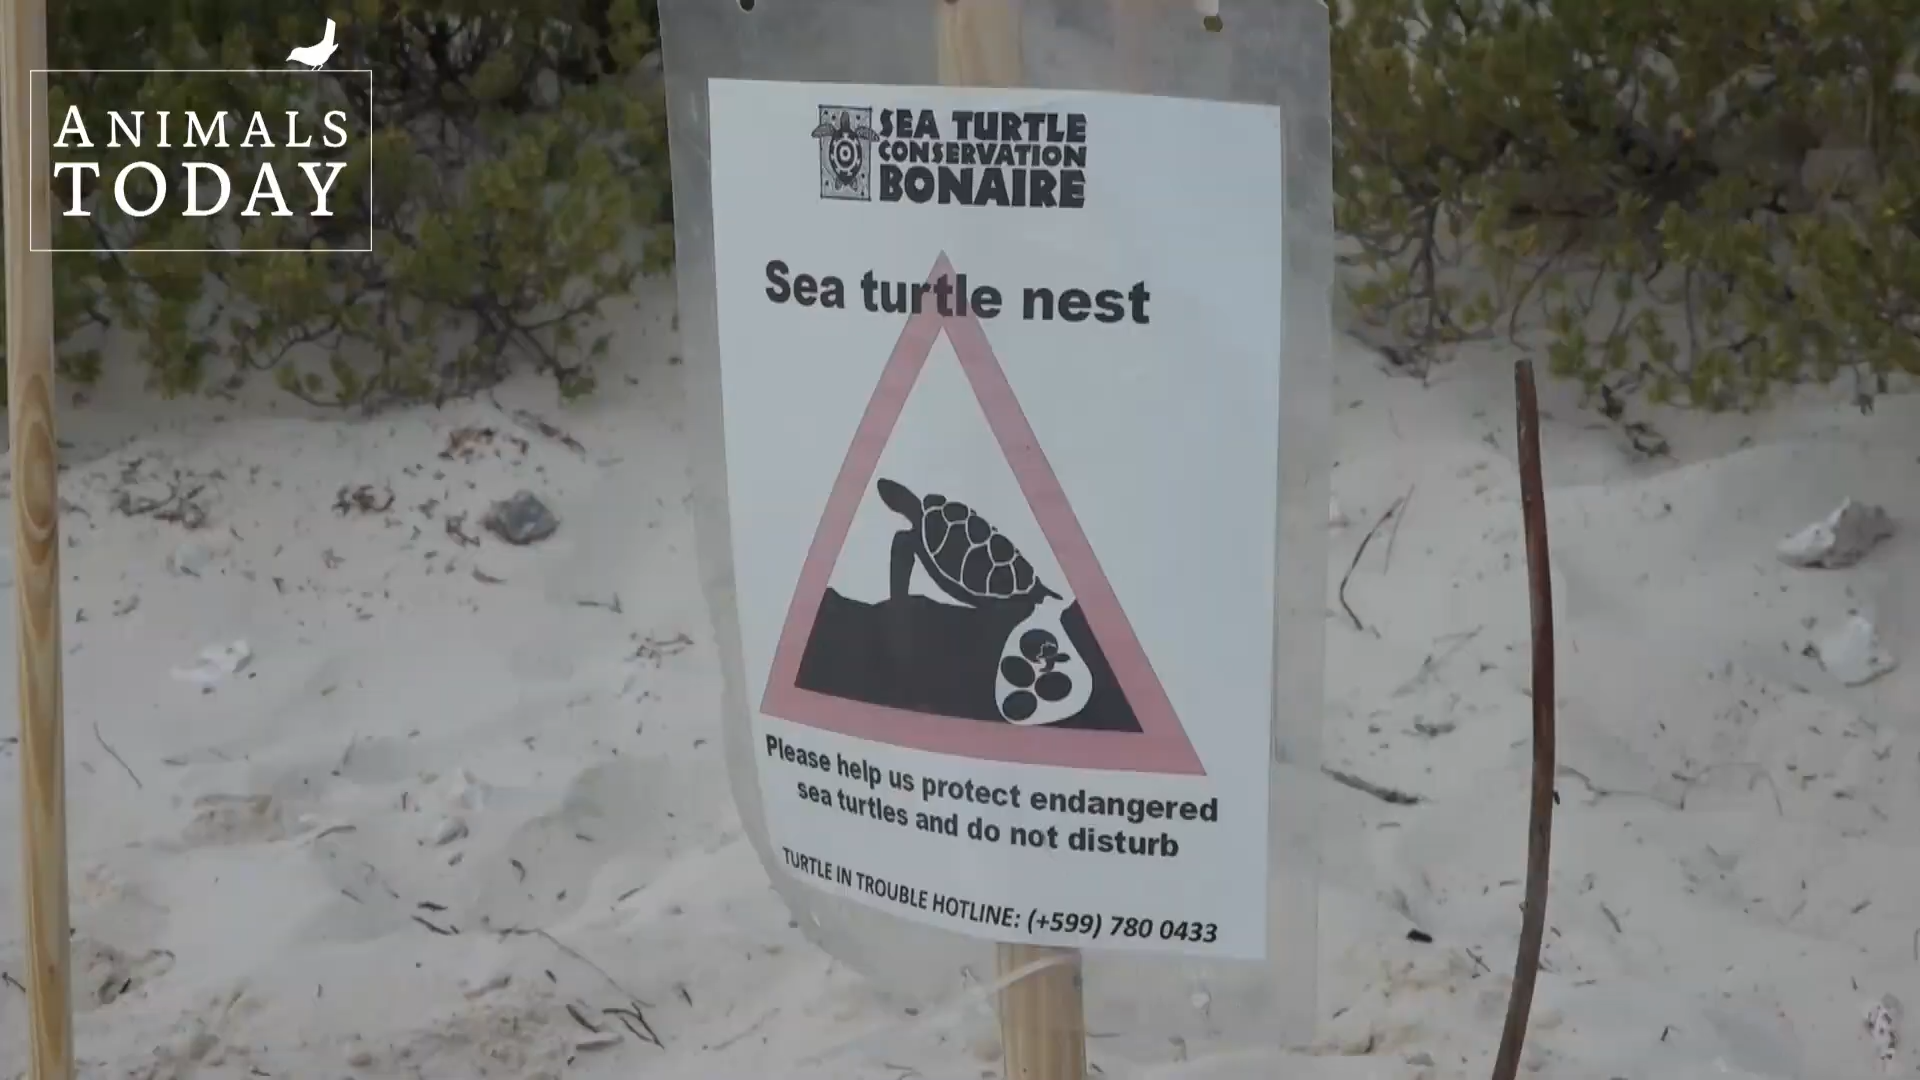 ANIMALS
TODAY
SEA TURTLE
CONSERVATION
BONAIRE
Sea turtle nest
Please help us protect endangered
sea turtles and do not disturb
TURTLE IN TROUBLE HOTLINE: (+599) 780 0433